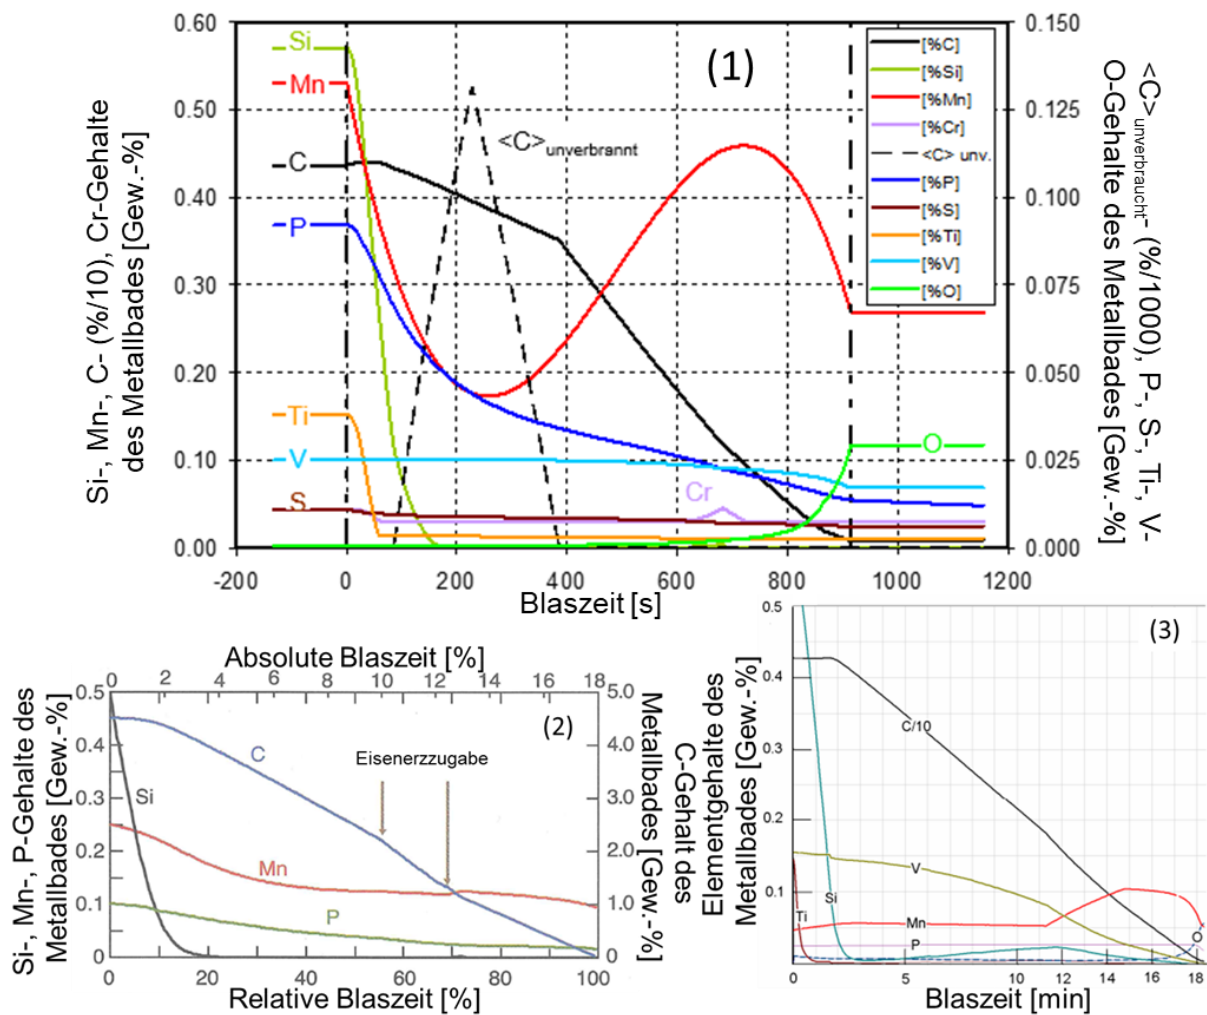 Si-, Mn-, C- (%/10), Cr-Gehalte
des Metallbades [Gew.-%]
0.60
0.50
0.40
0.30
0.20
0.10
0.00
Si
Mn
C
P
Ti
V
S
Cr
O
<C>unverbrannt
(1)
[%C]
[%Si]
[%Mn]
[%Cr]
<C> unv.
[%P]
[%S]
[%Ti]
[%V]
[%O]
0.150
0.125
0.100
0.075
0.050
0.025
0.000
<C>unverbraucht- (%/1000), P-, S-, Ti-, V-
O-Gehalte des Metallbades [Gew.-%]
-200 0 200 400 600 800 1000 1200
Blaszeit [s]
Absolute Blaszeit [%]
0 2 4 6 8 10 12 14 16 18
Si-, Mn-, P-Gehalte des
Metallbades [Gew.-%]
0.5
0.4
0.3
0.2
0.1
0
(2)
C
Si
Mn
P
Eisenerzzugabe
5.0
4.0
3.0
2.0
1.0
0
C-Gehalt des
Metallbades [Gew.-%]
0 20 40 60 80 100
Relative Blaszeit [%]
Elementgehalte des
Metallbades [Gew.-%]
0.5
0.4
0.3
0.2
0.1
(3)
C/10
V
Si
Ti
Mn
P
O
0 5 10 12 14 16 18
Blaszeit [min]